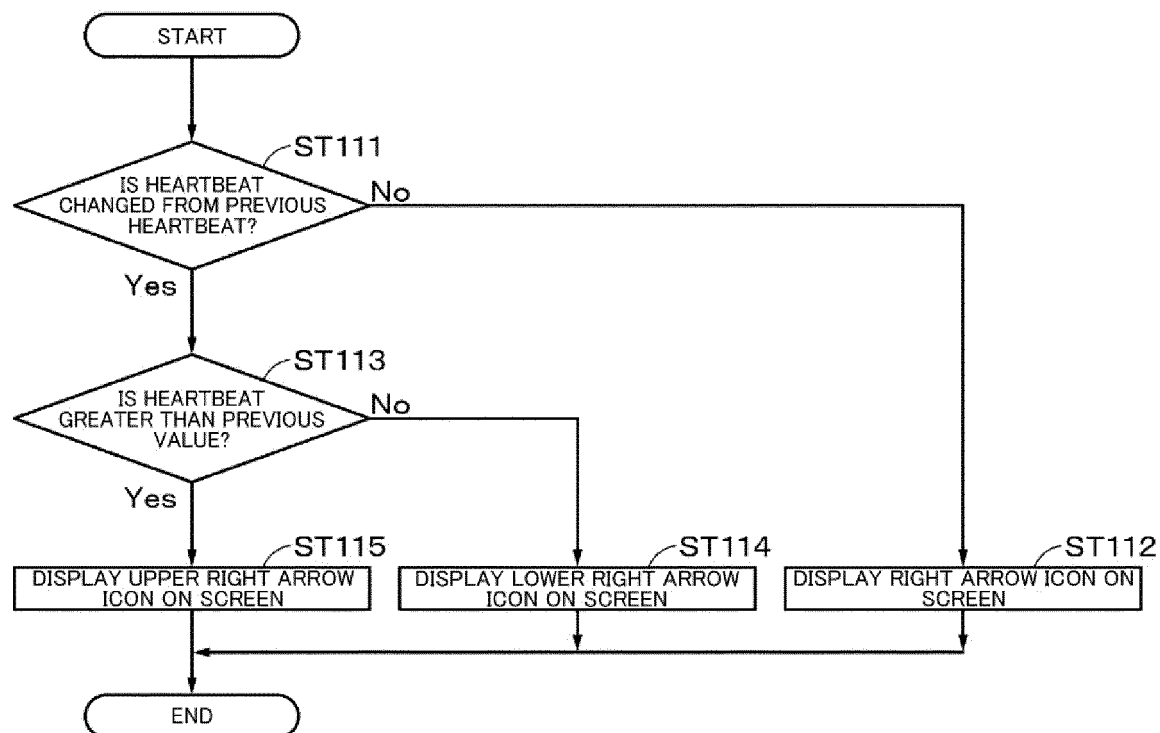 START
ST111
IS HEARTBEAT
CHANGED FROM PREVIOUS
HEARTBEAT?
No
Yes
ST113
IS HEARTBEAT
GREATER THAN PREVIOUS
VALUE?
No
Yes
ST115
DISPLAY UPPER RIGHT ARROW
ICON ON SCREEN
ST114
DISPLAY LOWER RIGHT ARROW
ICON ON SCREEN
ST112
DISPLAY RIGHT ARROW ICON ON
SCREEN
END